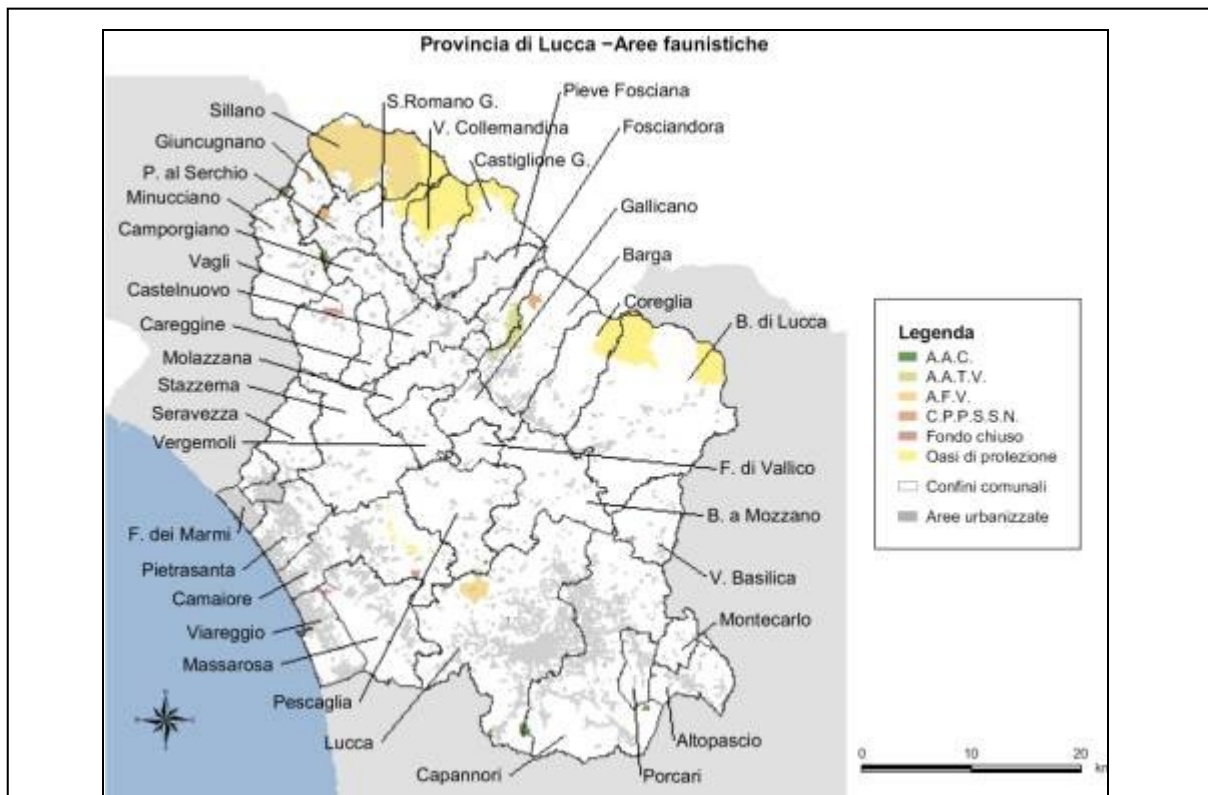 Provincia di Lucca −Aree faunistiche
Sillano
Giuncugnano
P. al Serchio
Minucciano
Camporgiano
Vagli
Castelnuovo
Careggine
Molazzana
Stazzema
Seravezza
Vergemoli
F. dei Marmi
Pietrasanta
Camaiore
Viareggio
Massarosa
Pescaglia
Lucca
Capannori
S.Romano G.
V. Collemandina
Castiglione G.
Pieve Fosciana
Fosciandora
Gallicano
Barga
Coreglia
B. di Lucca
F. di Vallico
B. a Mozzano
V. Basilica
Montecarlo
Altopascio
Porcari
Legenda
A.A.C.
A.A.T.V.
A.F.V.
C.P.P.S.S.N.
Fondo chiuso
Oasi di protezione
Confini comunali
Aree urbanizzate
0 10 20